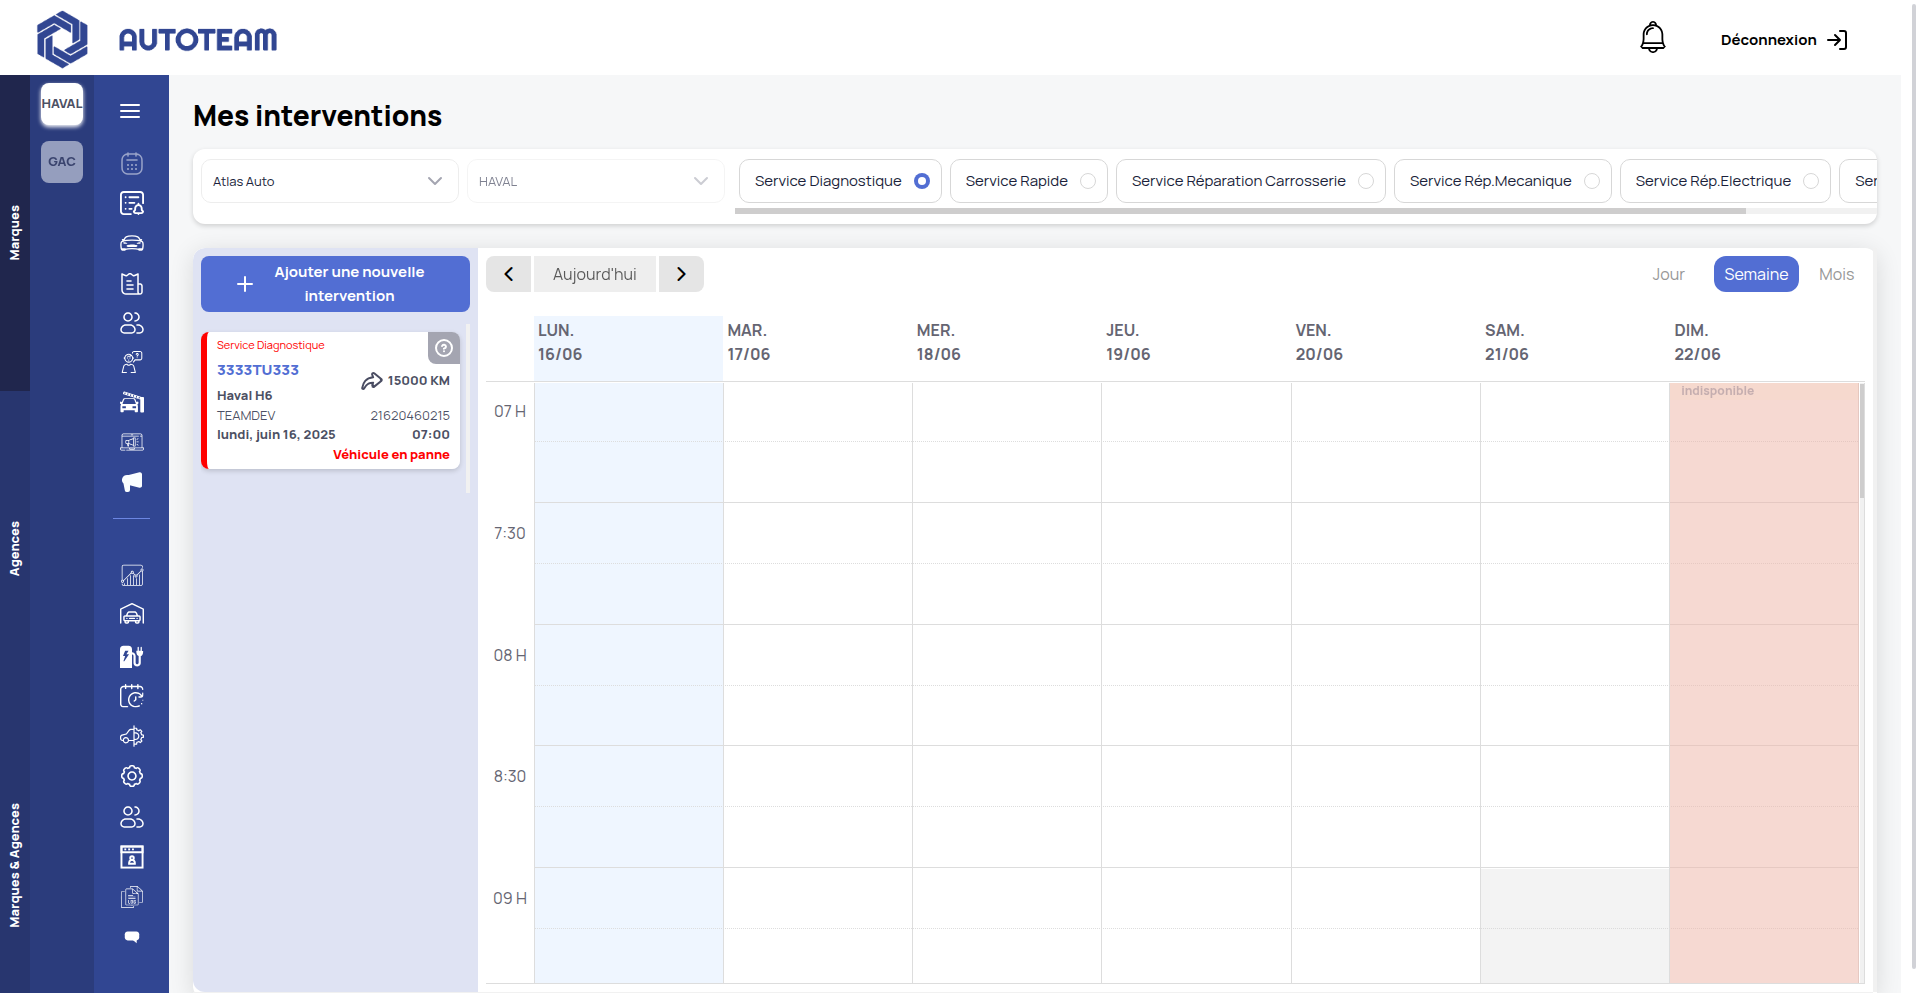 AUTOTEAM
Déconnexion
HAVAL
GAC
Marques
Agences
Marques & Agences
Mes interventions
Atlas Auto
HAVAL
Service Diagnostique
Service Rapide
Service Réparation Carrosserie
Service Rép.Mecanique
Service Rép.Electrique
Ser
Ajouter une nouvelle
intervention
Service Diagnostique
3333TU333
15000 KM
Haval H6
TEAMDEV 21620460215
lundi, juin 16, 2025 07:00
Véhicule en panne
Aujourd'hui
Jour
Semaine
Mois
LUN.
16/06
MAR.
17/06
MER.
18/06
JEU.
19/06
VEN.
20/06
SAM.
21/06
DIM.
22/06
indisponible
07 H
7:30
08 H
8:30
09 H